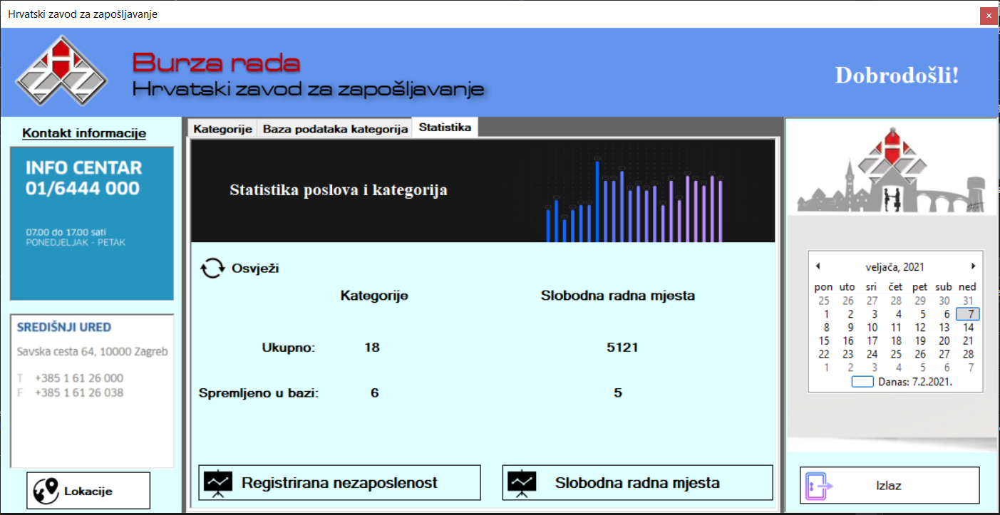 Hrvatski zavod za zapošljavanje
Burza rada
Hrvatski zavod za zapošljavanje
Dobrodošli!
Kontakt informacije
INFO CENTAR
01/6444 000
07.00 do 17.00 sati
PONEDJELJAK - PETAK
SREDIŠNJI URED
Savska cesta 64, 10000 Zagreb
T +385 1 61 26 000
F +385 1 61 26 038
Lokacije
Kategorije Baza podataka kategorija Statistika
Statistika poslova i kategorija
Osvježi
Kategorije Slobodna radna mjesta
Ukupno: 18 5121
Spremljeno u bazi: 6 5
Registrirana nezaposlenost
Slobodna radna mjesta
veljača, 2021
pon uto sri čet pet sub ned
25 26 27 28 29 30 31
1 2 3 4 5 6 7
8 9 10 11 12 13 14
15 16 17 18 19 20 21
22 23 24 25 26 27 28
1 2 3 4 5 6 7
Danas: 7.2.2021.
Izlaz